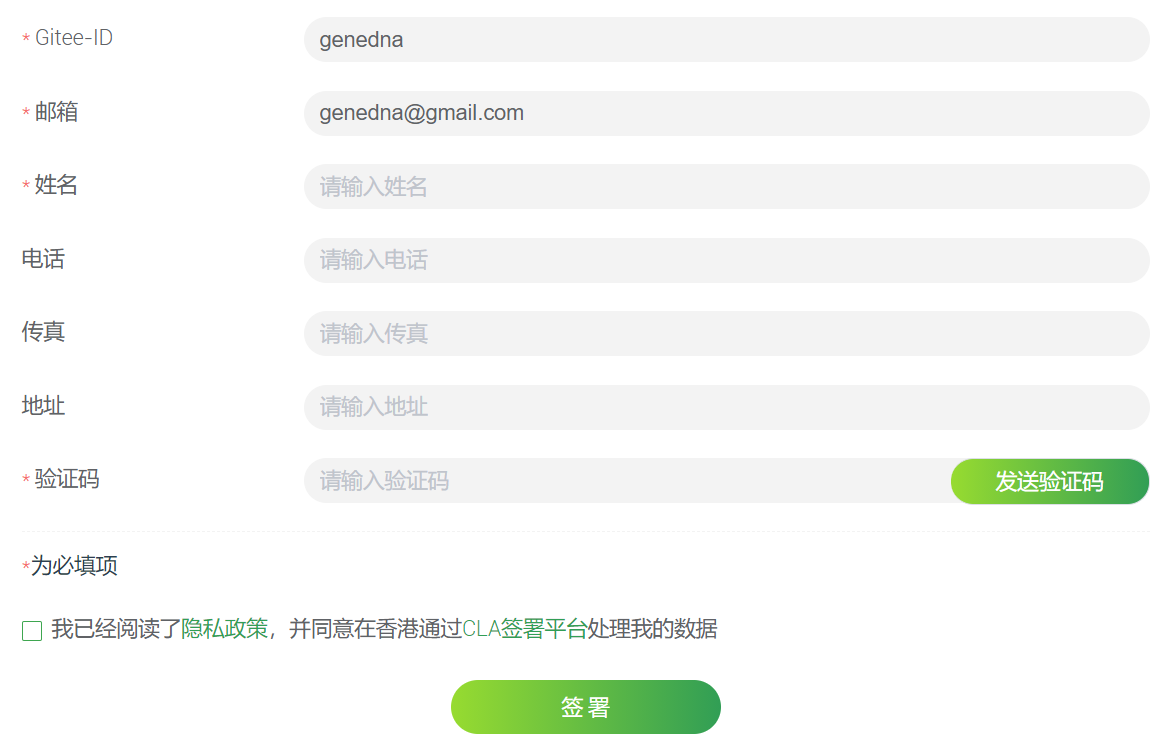 * Gitee-ID genedna
* 邮箱 genedna@gmail.com
* 姓名 请输入姓名
电话 请输入电话
传真 请输入传真
地址 请输入地址
* 验证码 请输入验证码 发送验证码
*为必填项
我已经阅读了隐私政策，并同意在香港通过CLA签署平台处理我的数据
签署